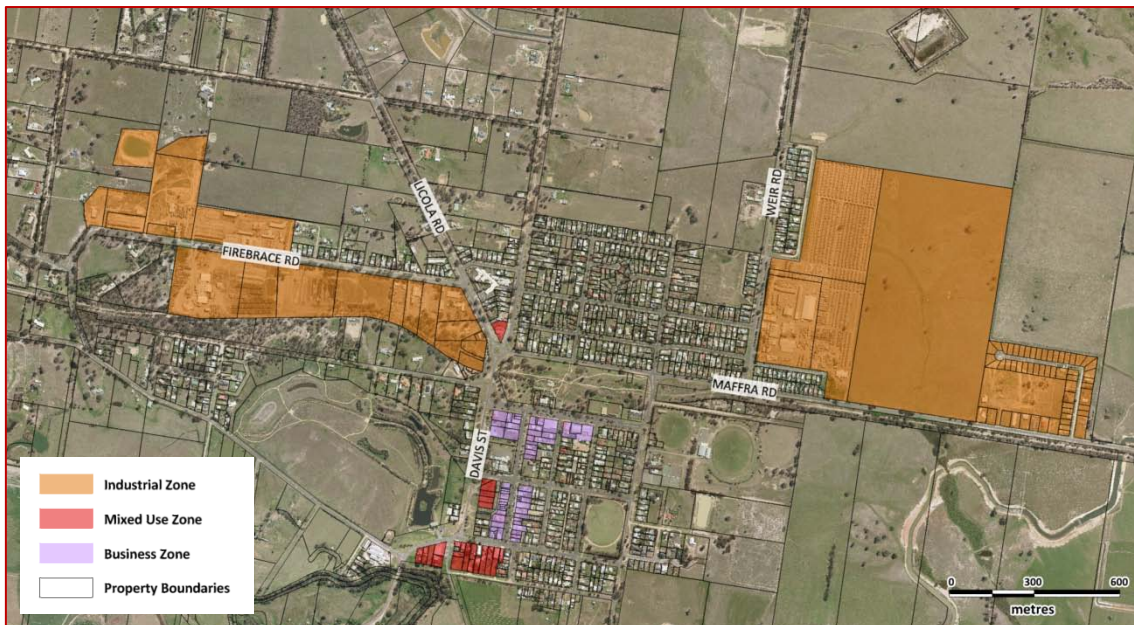 LICOLA RD
WEIR RD
FIREBRACE RD
MAFFRA RD
DAVIS ST
Industrial Zone
Mixed Use Zone
Business Zone
Property Boundaries
0 300 600
metres